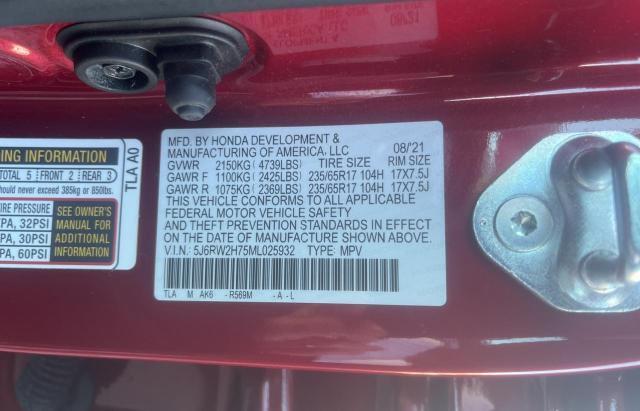 08/21
TLA A0
ING INFORMATION
TOTAL 5 FRONT 2 REAR 3
should never exceed 385kg or 850lbs.
IRE PRESSURE
PA, 32PSI
PA, 30PSI
PA, 60PSI
SEE OWNER'S
MANUAL FOR
ADDITIONAL
INFORMATION
MFD. BY HONDA DEVELOPMENT &
MANUFACTURING OF AMERICA, LLC 08/'21
GVWR 2150KG (4739LBS) TIRE SIZE RIM SIZE
GAWR F 1100KG (2425LBS) 235/65R17 104H 17X7.5J
GAWR R 1075KG (2369LBS) 235/65R17 104H 17X7.5J
THIS VEHICLE CONFORMS TO ALL APPLICABLE
FEDERAL MOTOR VEHICLE SAFETY
AND THEFT PREVENTION STANDARDS IN EFFECT
ON THE DATE OF MANUFACTURE SHOWN ABOVE.
V.I.N.: 5J6RW2H75ML025932 TYPE: MPV
TLA M AK6 - R569M - A - L